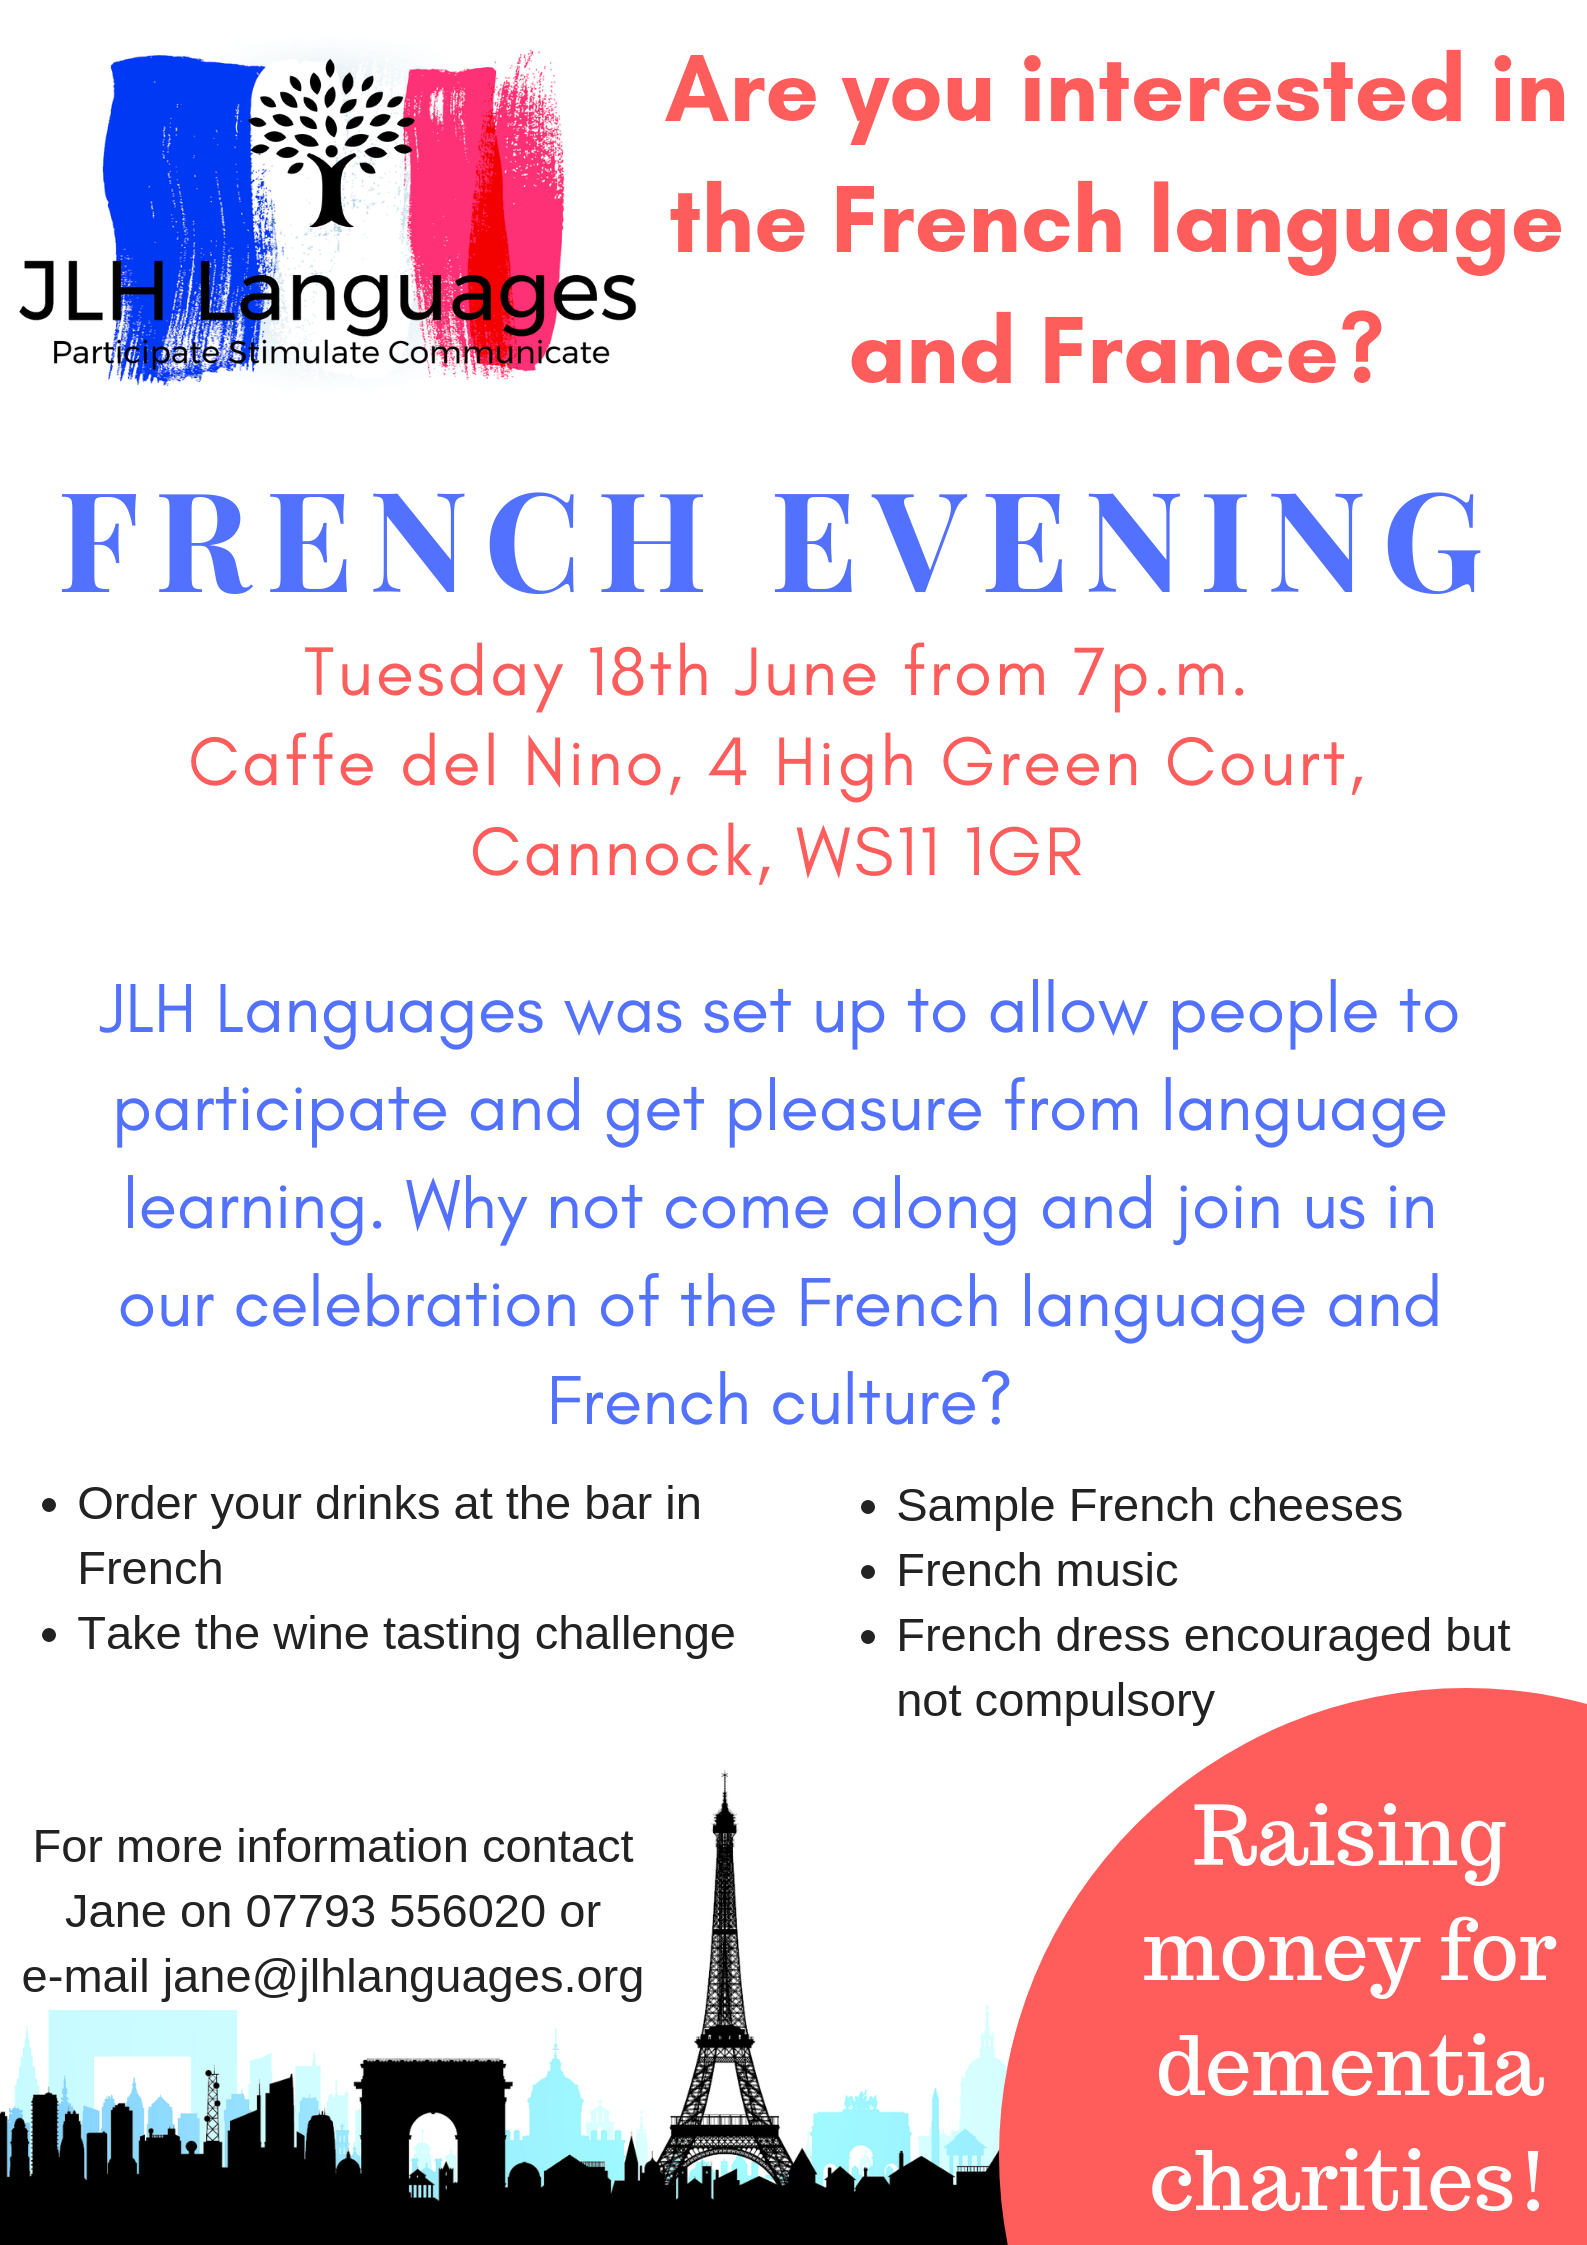 JLH Languages
Participate Stimulate Communicate
Are you interested in
the French language
and France?
FRENCH EVENING
Tuesday 18th June from 7p.m.
Caffe del Nino, 4 High Green Court,
Cannock, WS11 1GR
JLH Languages was set up to allow people to
participate and get pleasure from language
learning. Why not come along and join us in
our celebration of the French language and
French culture?
• Order your drinks at the bar in
French
• Take the wine tasting challenge
• Sample French cheeses
• French music
• French dress encouraged but
not compulsory
For more information contact
Jane on 07793 556020 or
e-mail jane@jlhlanguages.org
Raising
money for
dementia
charities!